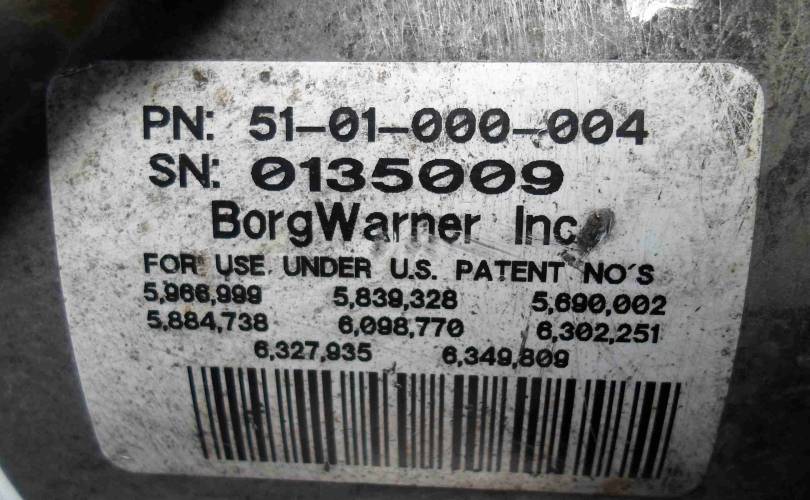 PN: 51-01-000-004
SN: 0135009
BorgWarner Inc
FOR USE UNDER U.S. PATENT NO'S
5,966,999 5,839,328 5,690,002
5,884,738 6,098,770 6,302,251
6,327,935 6,349,809